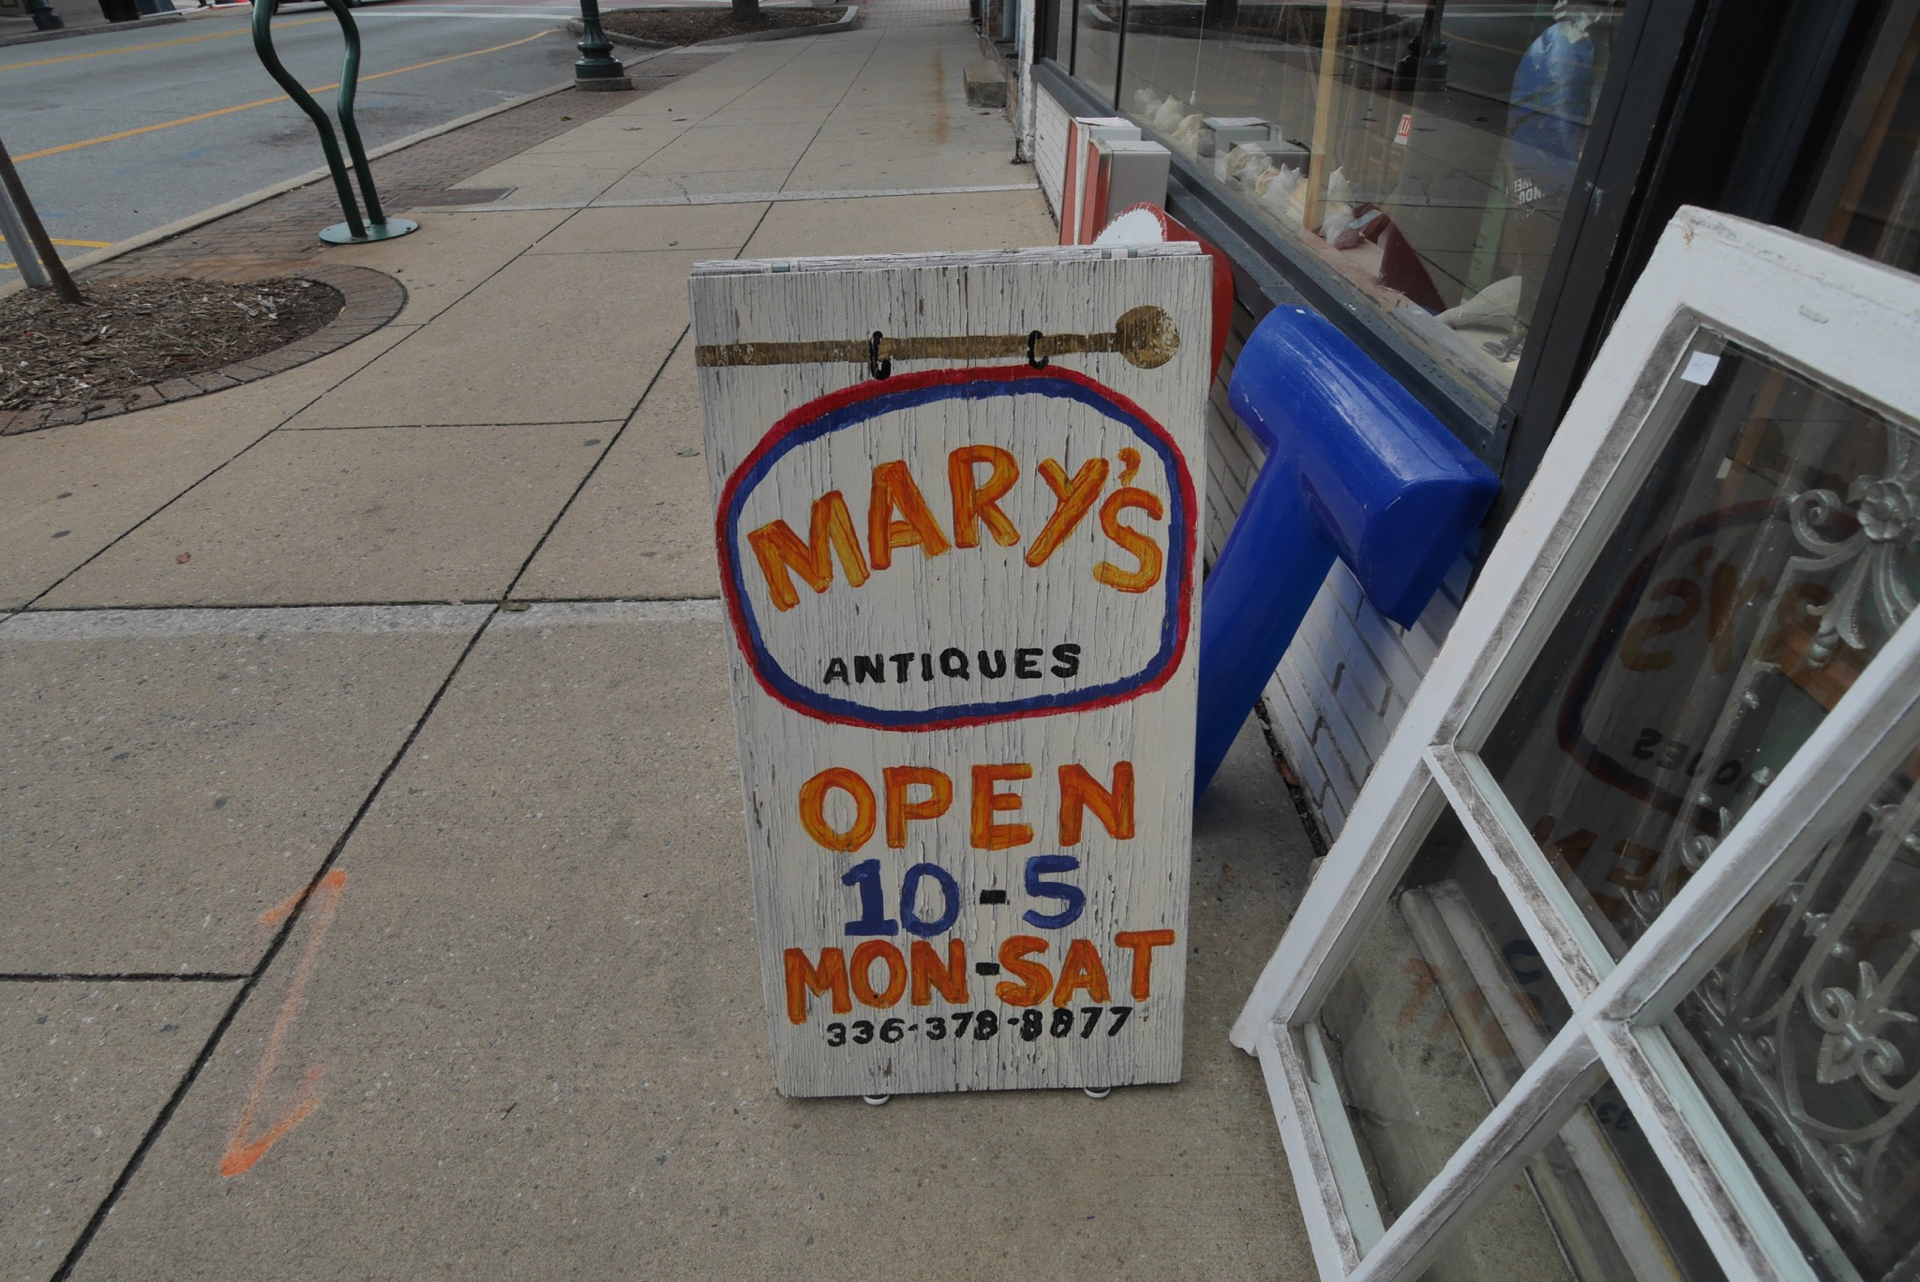 MARY'S
ANTIQUES
OPEN
10-5
MON-SAT
336-378-8877